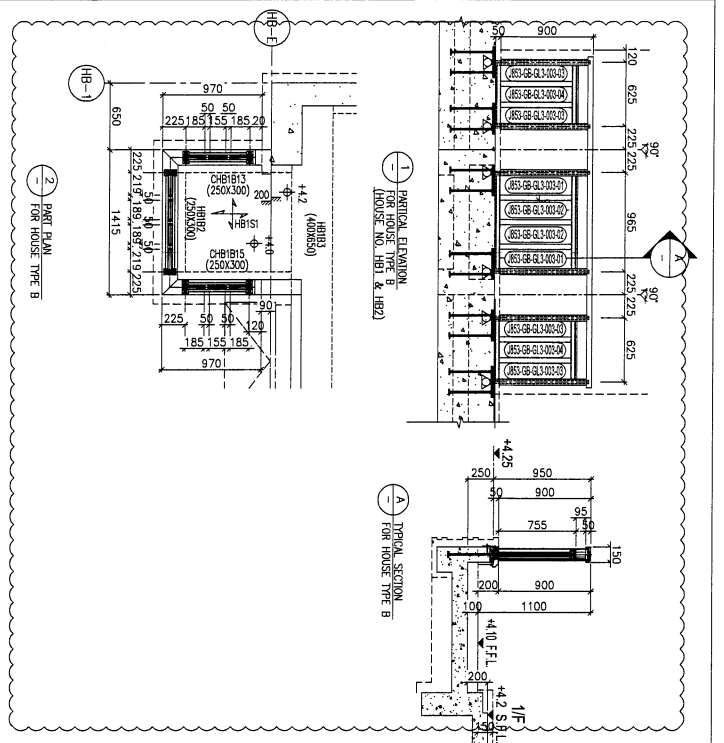 50 900
120
625
225 225
90°
965
225 225
90°
625
J853-GB-GL3-003-03
J853-GB-GL3-003-04
J853-GB-GL3-003-03
J853-GB-GL3-003-01
J853-GB-GL3-003-02
J853-GB-GL3-003-02
J853-GB-GL3-003-01
J853-GB-GL3-003-03
J853-GB-GL3-003-04
J853-GB-GL3-003-03
A
-
1
-
PARTICAL ELEVATION
FOR HOUSE TYPE B
(HOUSE NO. HB1 & HB2)
HB-E
HB-1
650
970
50 50
225 185 155 185 20
225 219 189 189 219 225
50 50 50
1415
CHB1B13
(250X300)
200
+4.2
HB1B3
(400X650)
HB1B2
(250X300)
HB1S1
+4.0
CHB1B15
(250X300)
90
225 50 50 120
185 155 185
970
2
-
PART PLAN
FOR HOUSE TYPE B
+4.25
250 950
50 900
95
755 50
150
200 900
100 1100
+4.10 F.F.L.
200
1/F
+4.2 S.F.L.
150
A
-
TYPICAL SECTION
FOR HOUSE TYPE B